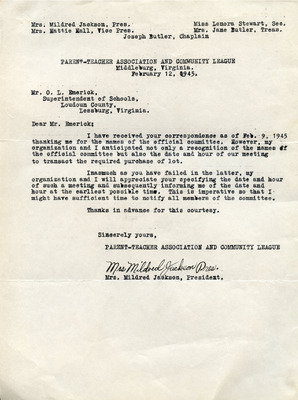 Mrs. Mildred Jackson, Pres. Miss Lenora Stewart, Sec.
Mrs. Mattie Hall, Vice Pres. Mrs. Jane Butler, Treas.
Joseph Butler, Chaplain
PARENT-TEACHER ASSOCIATION AND COMMUNITY LEAGUE
Middleburg, Virginia.
February 12, 1945.
Mr. O. L. Emerick,
Superintendent of Schools,
Loudoun County,
Leesburg, Virginia.
Dear Mr. Emerick:
I have received your correspondence as of Feb. 9, 1945
thanking me for the names of the official committee. However, my
organization and I anticipated not only a recognition of the names of
the official committee but also the date and hour of our meeting
to transact the required purchase of lot.
Inasmuch as you have failed in the latter, my
organization and I will appreciate your specifying the date and hour
of such a meeting and subsequently informing me of the date and
hour at the earliest possible time. This is imperative so that I
might have sufficient time to notify all members of the committee.
Thanks in advance for this courtesy.
Sincerely yours,
PARENT-TEACHER ASSOCIATION AND COMMUNITY LEAGUE
Mrs Mildred Jackson Pres.
Mrs. Mildred Jackson, President.